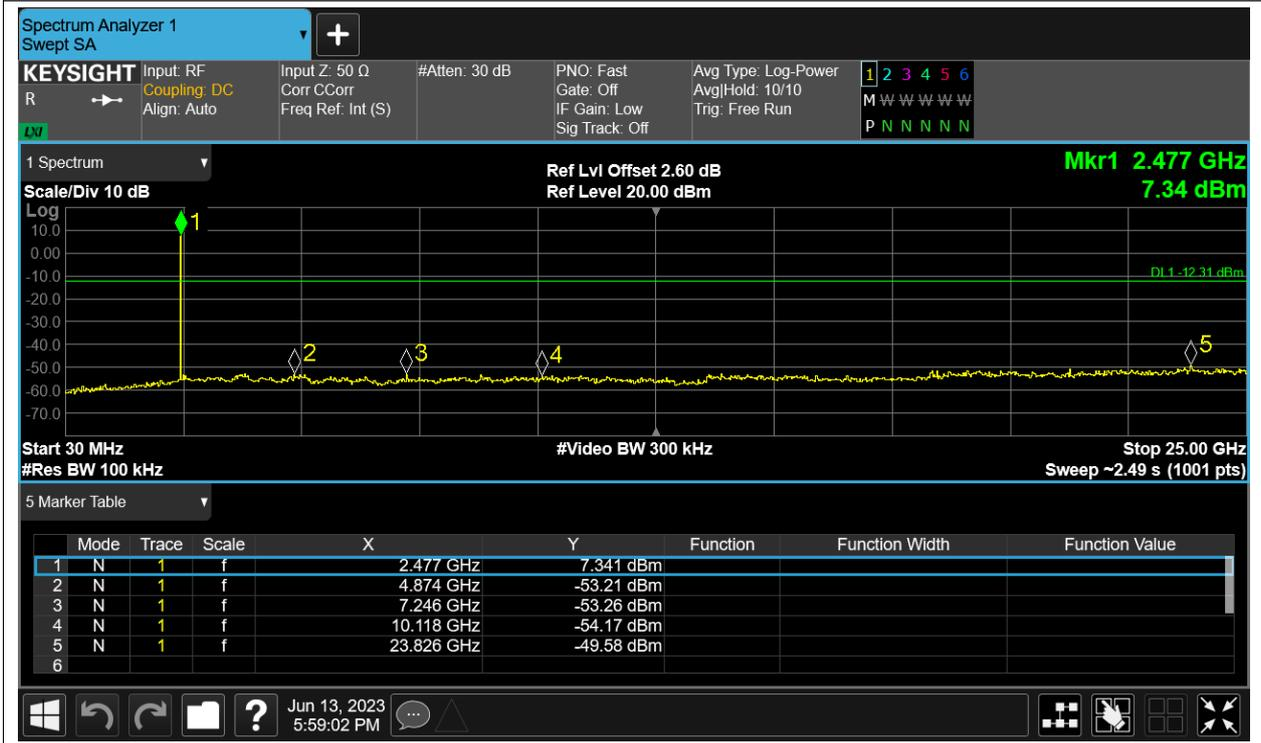 Spectrum Analyzer 1
Swept SA
+
KEYSIGHT
R
LXI
Input: RF
Coupling: DC
Align: Auto
Input Z: 50 Ω
Corr CCorr
Freq Ref: Int (S)
#Atten: 30 dB
PNO: Fast
Gate: Off
IF Gain: Low
Sig Track: Off
Avg Type: Log-Power
Avg|Hold: 10/10
Trig: Free Run
1 2 3 4 5 6
M W W W W W
P N N N N N
1 Spectrum
Scale/Div 10 dB
Ref Lvl Offset 2.60 dB
Ref Level 20.00 dBm
Mkr1 2.477 GHz
7.34 dBm
Log
10.0
0.00
-10.0
-20.0
-30.0
-40.0
-50.0
-60.0
-70.0
1
DL1 -12.31 dBm
2
3
4
5
Start 30 MHz
#Res BW 100 kHz
#Video BW 300 kHz
Stop 25.00 GHz
Sweep ~2.49 s (1001 pts)
5 Marker Table
Mode Trace Scale X Y Function Function Width Function Value
1 N 1 f 2.477 GHz 7.341 dBm
2 N 1 f 4.874 GHz -53.21 dBm
3 N 1 f 7.246 GHz -53.26 dBm
4 N 1 f 10.118 GHz -54.17 dBm
5 N 1 f 23.826 GHz -49.58 dBm
6
?
Jun 13, 2023
5:59:02 PM